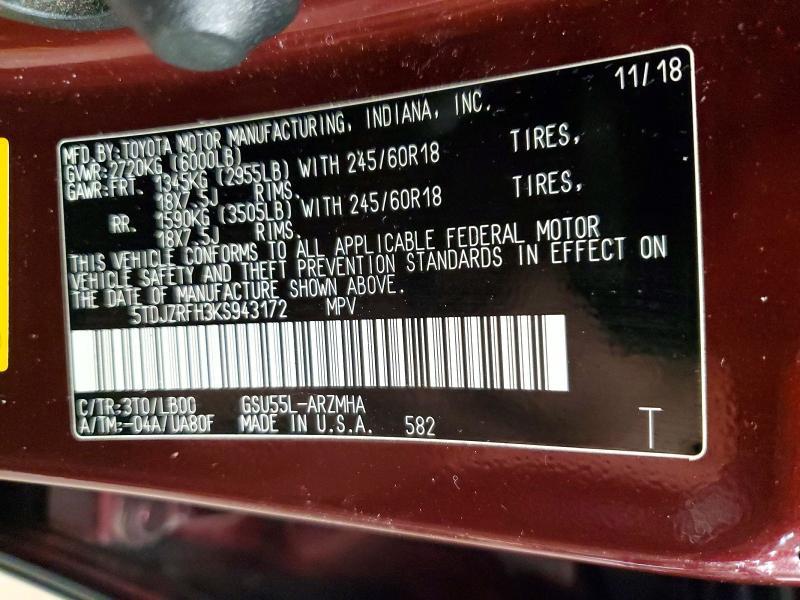 11/18
MFD.BY:TOYOTA MOTOR MANUFACTURING, INDIANA, INC.
GVWR:2720KG (6000LB)
GAWR:FRT. 1345KG (2955LB) WITH 245/60R18 TIRES,
18X7.5J RIMS.
RR. 1590KG (3505LB) WITH 245/60R18 TIRES,
18X7.5J RIMS.
THIS VEHICLE CONFORMS TO ALL APPLICABLE FEDERAL MOTOR
VEHICLE SAFETY AND THEFT PREVENTION STANDARDS IN EFFECT ON
THE DATE OF MANUFACTURE SHOWN ABOVE.
5TDJZRFH3KS943172 MPV
C/TR:3T0/LB00 GSU55L-ARZMHA
A/TM:-04A/UA80F MADE IN U.S.A. 582 T